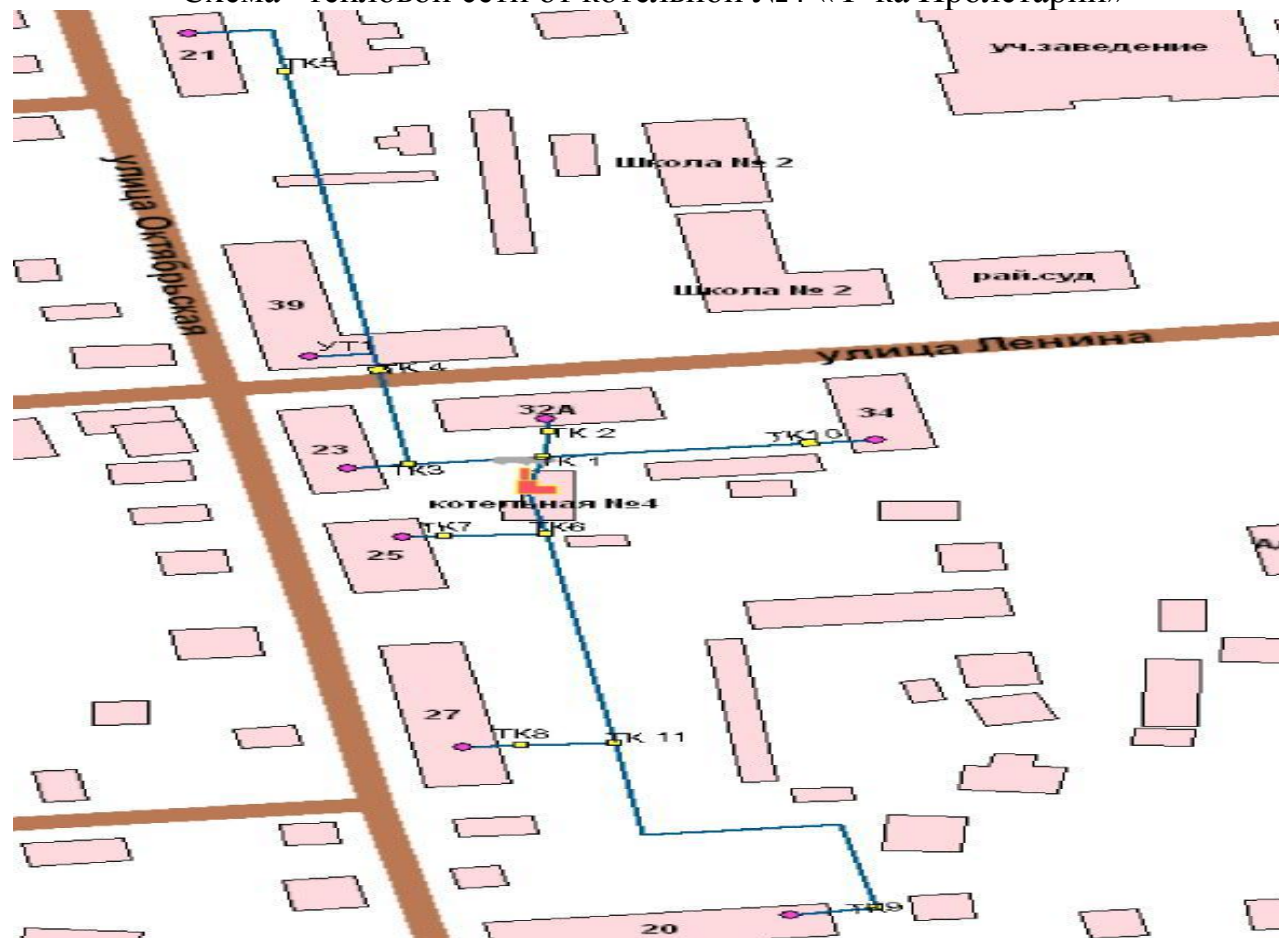 Схема тепловой сети от котельной №4 «Ф-ка Пролетарий»
уч.заведение
21
ТК5
Школа № 2
улица Октябрьская
рай.суд
Школа № 2
39
УТ1
улица Ленина
ТК 4
32А
34
ТК 2
ТК10
23
ТК 1
ТК3
котельная №4
ТК7
ТК6
25
27
ТК8
ТК 11
ТК9
20